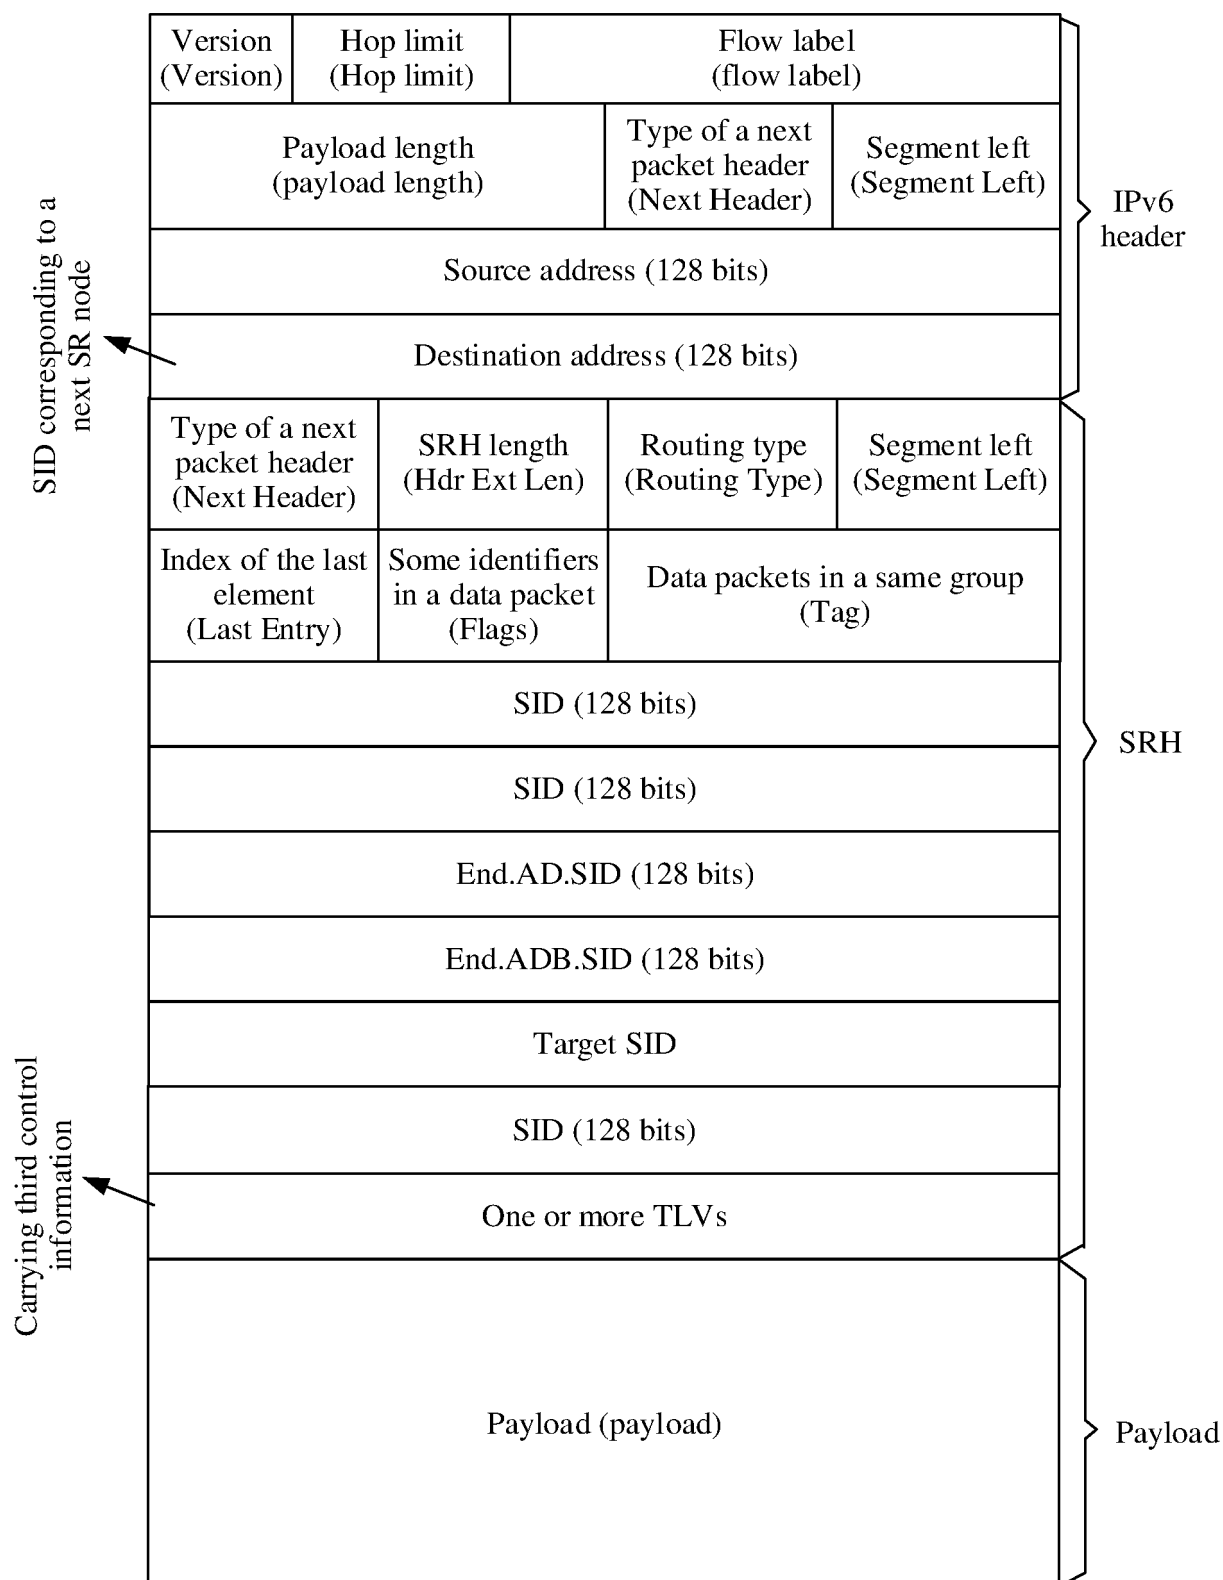 Version
(Version)
Hop limit
(Hop limit)
Flow label
(flow label)
Payload length
(payload length)
Type of a next
packet header
(Next Header)
Segment left
(Segment Left)
IPv6
header
Source address (128 bits)
SID corresponding to a
next SR node
Destination address (128 bits)
Type of a next
packet header
(Next Header)
SRH length
(Hdr Ext Len)
Routing type
(Routing Type)
Segment left
(Segment Left)
Index of the last
element
(Last Entry)
Some identifiers
in a data packet
(Flags)
Data packets in a same group
(Tag)
SID (128 bits)
SRH
SID (128 bits)
End.AD.SID (128 bits)
End.ADB.SID (128 bits)
Target SID
SID (128 bits)
Carrying third control
information
One or more TLVs
Payload (payload)
Payload